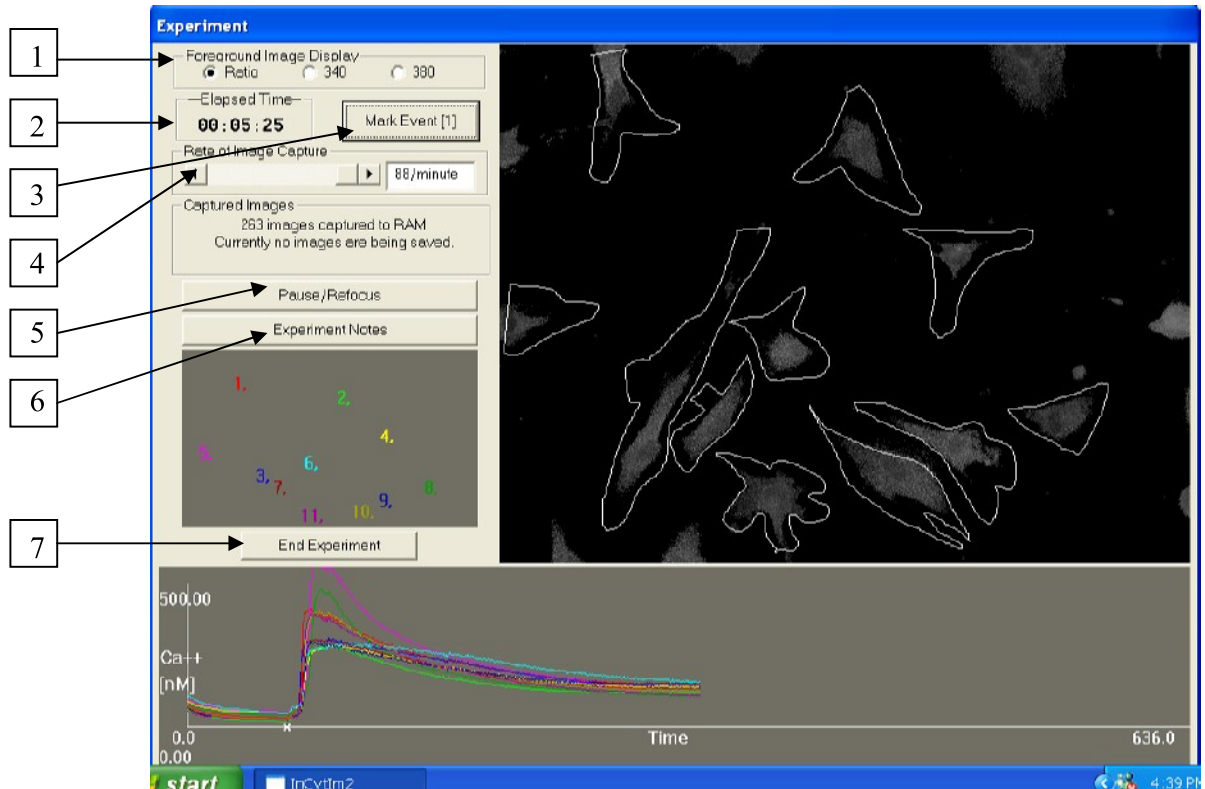 Experiment
1
Foreground Image Display
Ratio 340 380
2
Elapsed Time
00:05:25
Mark Event [1]
3
Rate of Image Capture
88/minute
4
Captured Images
263 images captured to RAM
Currently no images are being saved.
5
Pause/Refocus
6
Experiment Notes
1,
2,
4,
5,
6,
3,
7,
8,
9,
10,
11,
7
End Experiment
500.00
Ca++
[nM]
0.0
Time
636.0
0.00
start
InCytIm2
4:39 PM